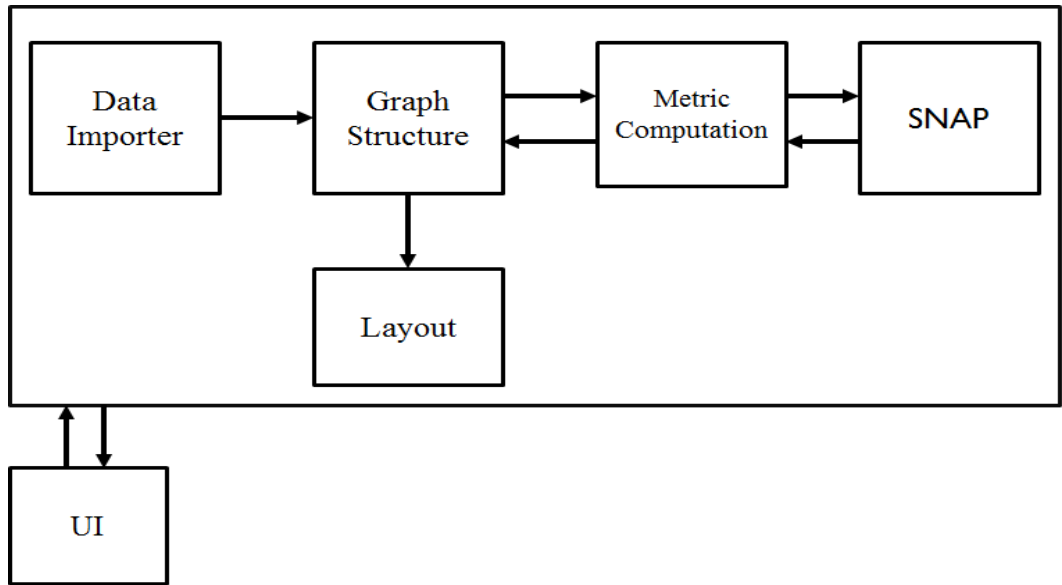 Data
Importer
Graph
Structure
Metric
Computation
SNAP
Layout
UI